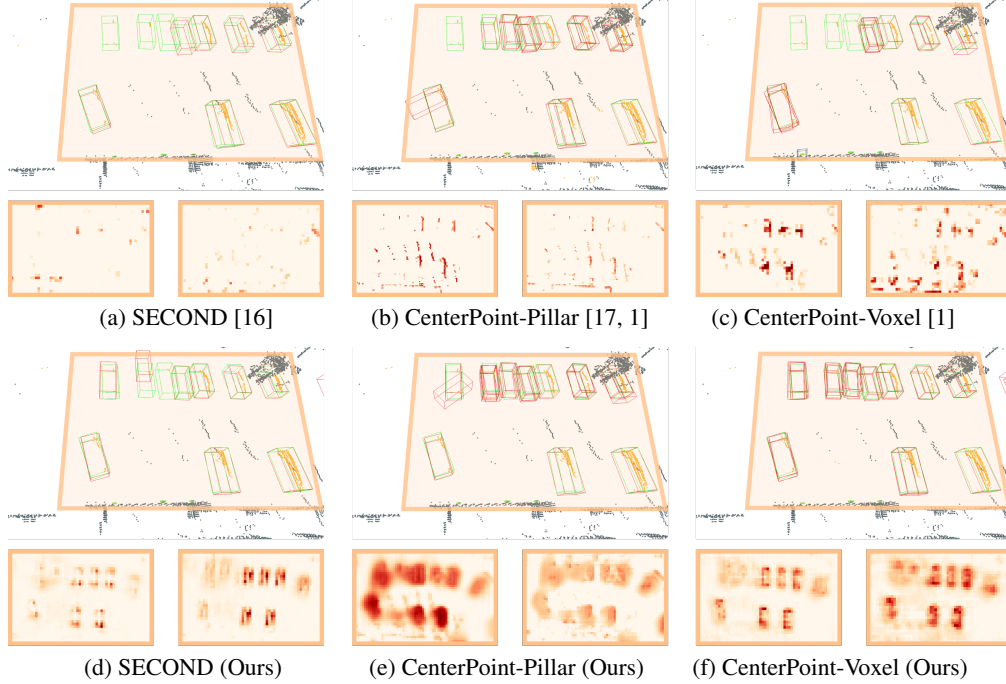 (a) SECOND [16]
(b) CenterPoint-Pillar [17, 1]
(c) CenterPoint-Voxel [1]
(d) SECOND (Ours)
(e) CenterPoint-Pillar (Ours)
(f) CenterPoint-Voxel (Ours)